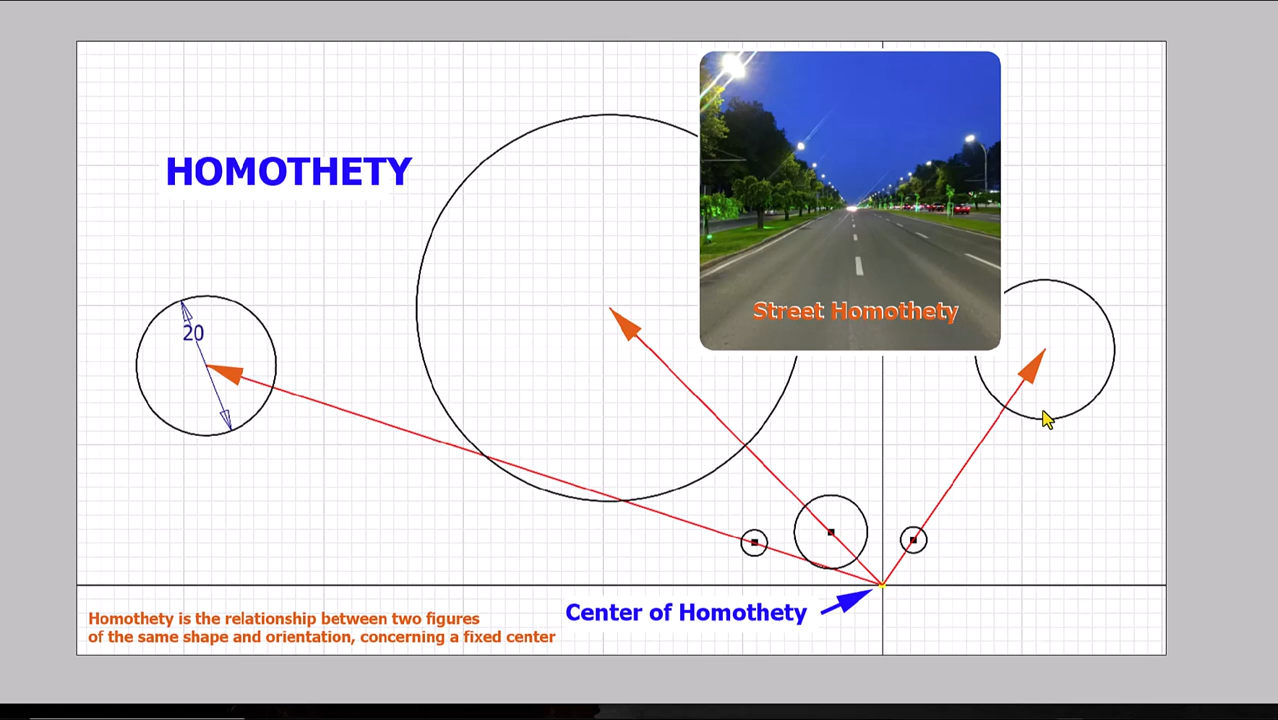 HOMOTHETY
20
Street Homothety
Center of Homothety
Homothety is the relationship between two figures
of the same shape and orientation, concerning a fixed center